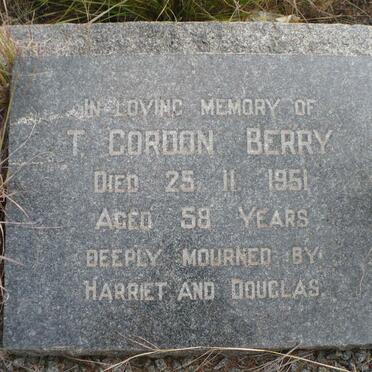 IN LOVING MEMORY OF
T. GORDON BERRY
DIED 25. 11. 1951
AGED 58 YEARS
DEEPLY MOURNED BY
HARRIET AND DOUGLAS.